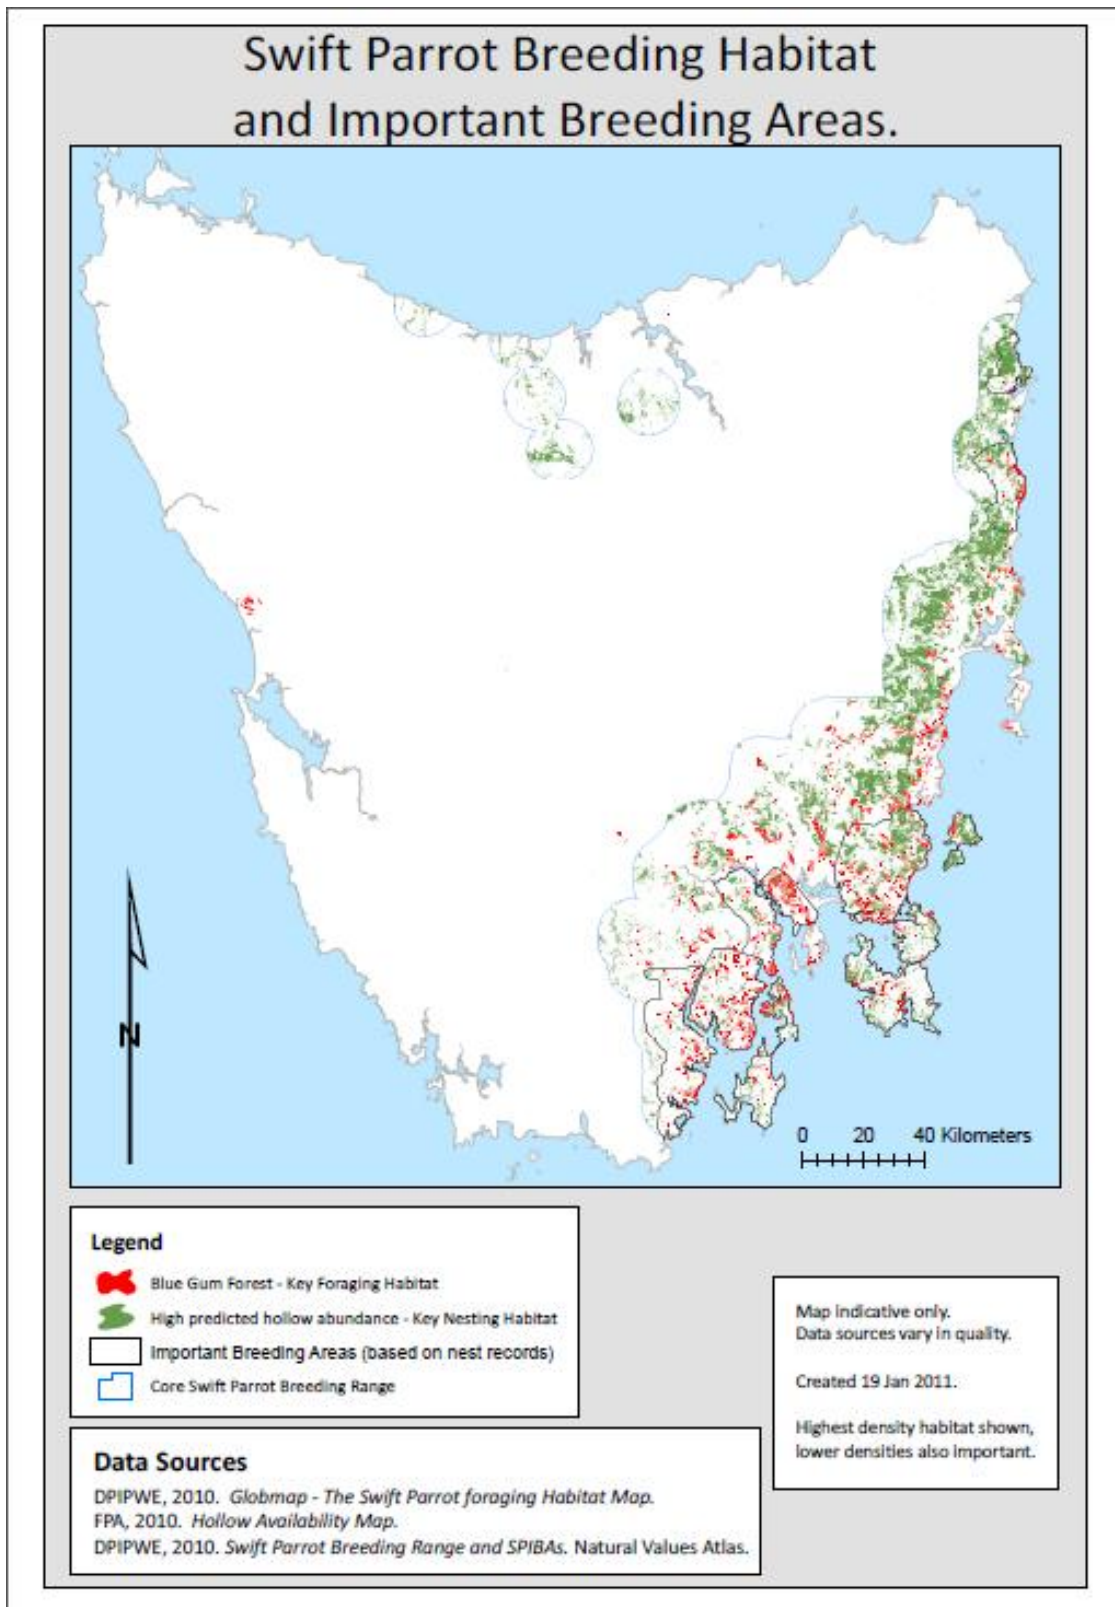 Swift Parrot Breeding Habitat
and Important Breeding Areas.
N
0 20 40 Kilometers
Legend
Blue Gum Forest - Key Foraging Habitat
High predicted hollow abundance - Key Nesting Habitat
Important Breeding Areas (based on nest records)
Core Swift Parrot Breeding Range
Map indicative only.
Data sources vary in quality.
Created 19 Jan 2011.
Highest density habitat shown,
lower densities also important.
Data Sources
DPIPWE, 2010. Globmap - The Swift Parrot foraging Habitat Map.
FPA, 2010. Hollow Availability Map.
DPIPWE, 2010. Swift Parrot Breeding Range and SPIBAs. Natural Values Atlas.